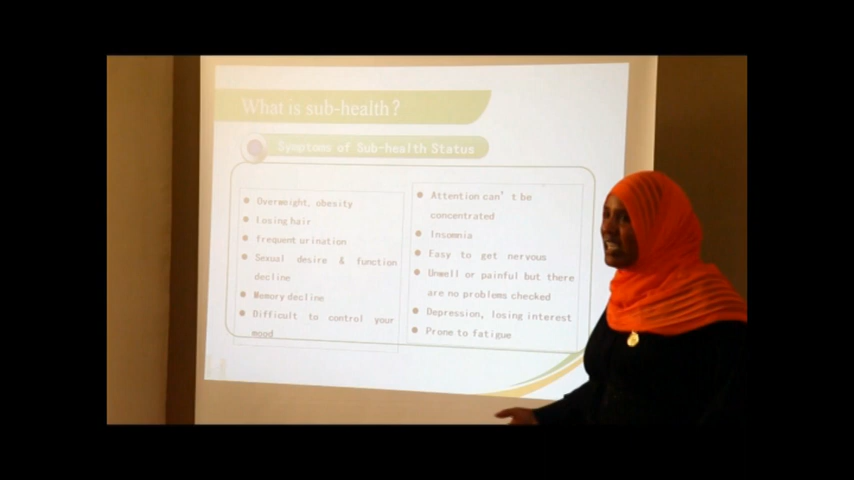 What is sub-health?
Symptoms of Sub-health Status
Overweight, obesity
Losing hair
frequent urination
Sexual desire & function
decline
Memory decline
Difficult to control your
mood
Attention can't be
concentrated
Insomnia
Easy to get nervous
Unwell or painful but there
are no problems checked
Depression, losing interest
Prone to fatigue